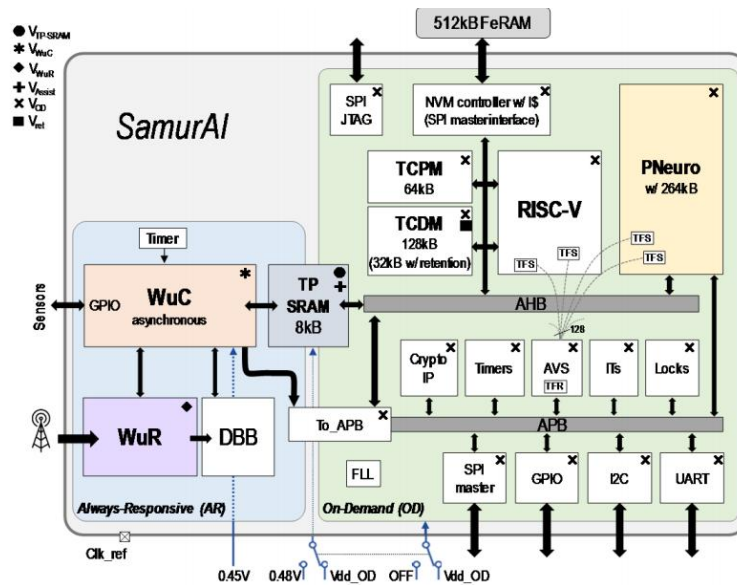 512kB FeRAM
V_TP-SRAM
V_WuC
V_WuR
V_Assist
V_OD
V_ret
SamurAI
SPI
JTAG
NVM controller w/ I$
(SPI master interface)
TCPM
64kB
TCDM
128kB
(32kB w/ retention)
RISC-V
PNeuro
w/ 264kB
TFS
TFS
TFS
TFS
Timer
Sensors
GPIO
WuC
asynchronous
TP
SRAM
8kB
AHB
128
Crypto
IP
Timers
AVS
TFR
ITs
Locks
WuR
DBB
To_APB
APB
FLL
SPI
master
GPIO
I2C
UART
Always-Responsive (AR)
On-Demand (OD)
Clk_ref
0.45V
0.48V
Vdd_OD
OFF
Vdd_OD